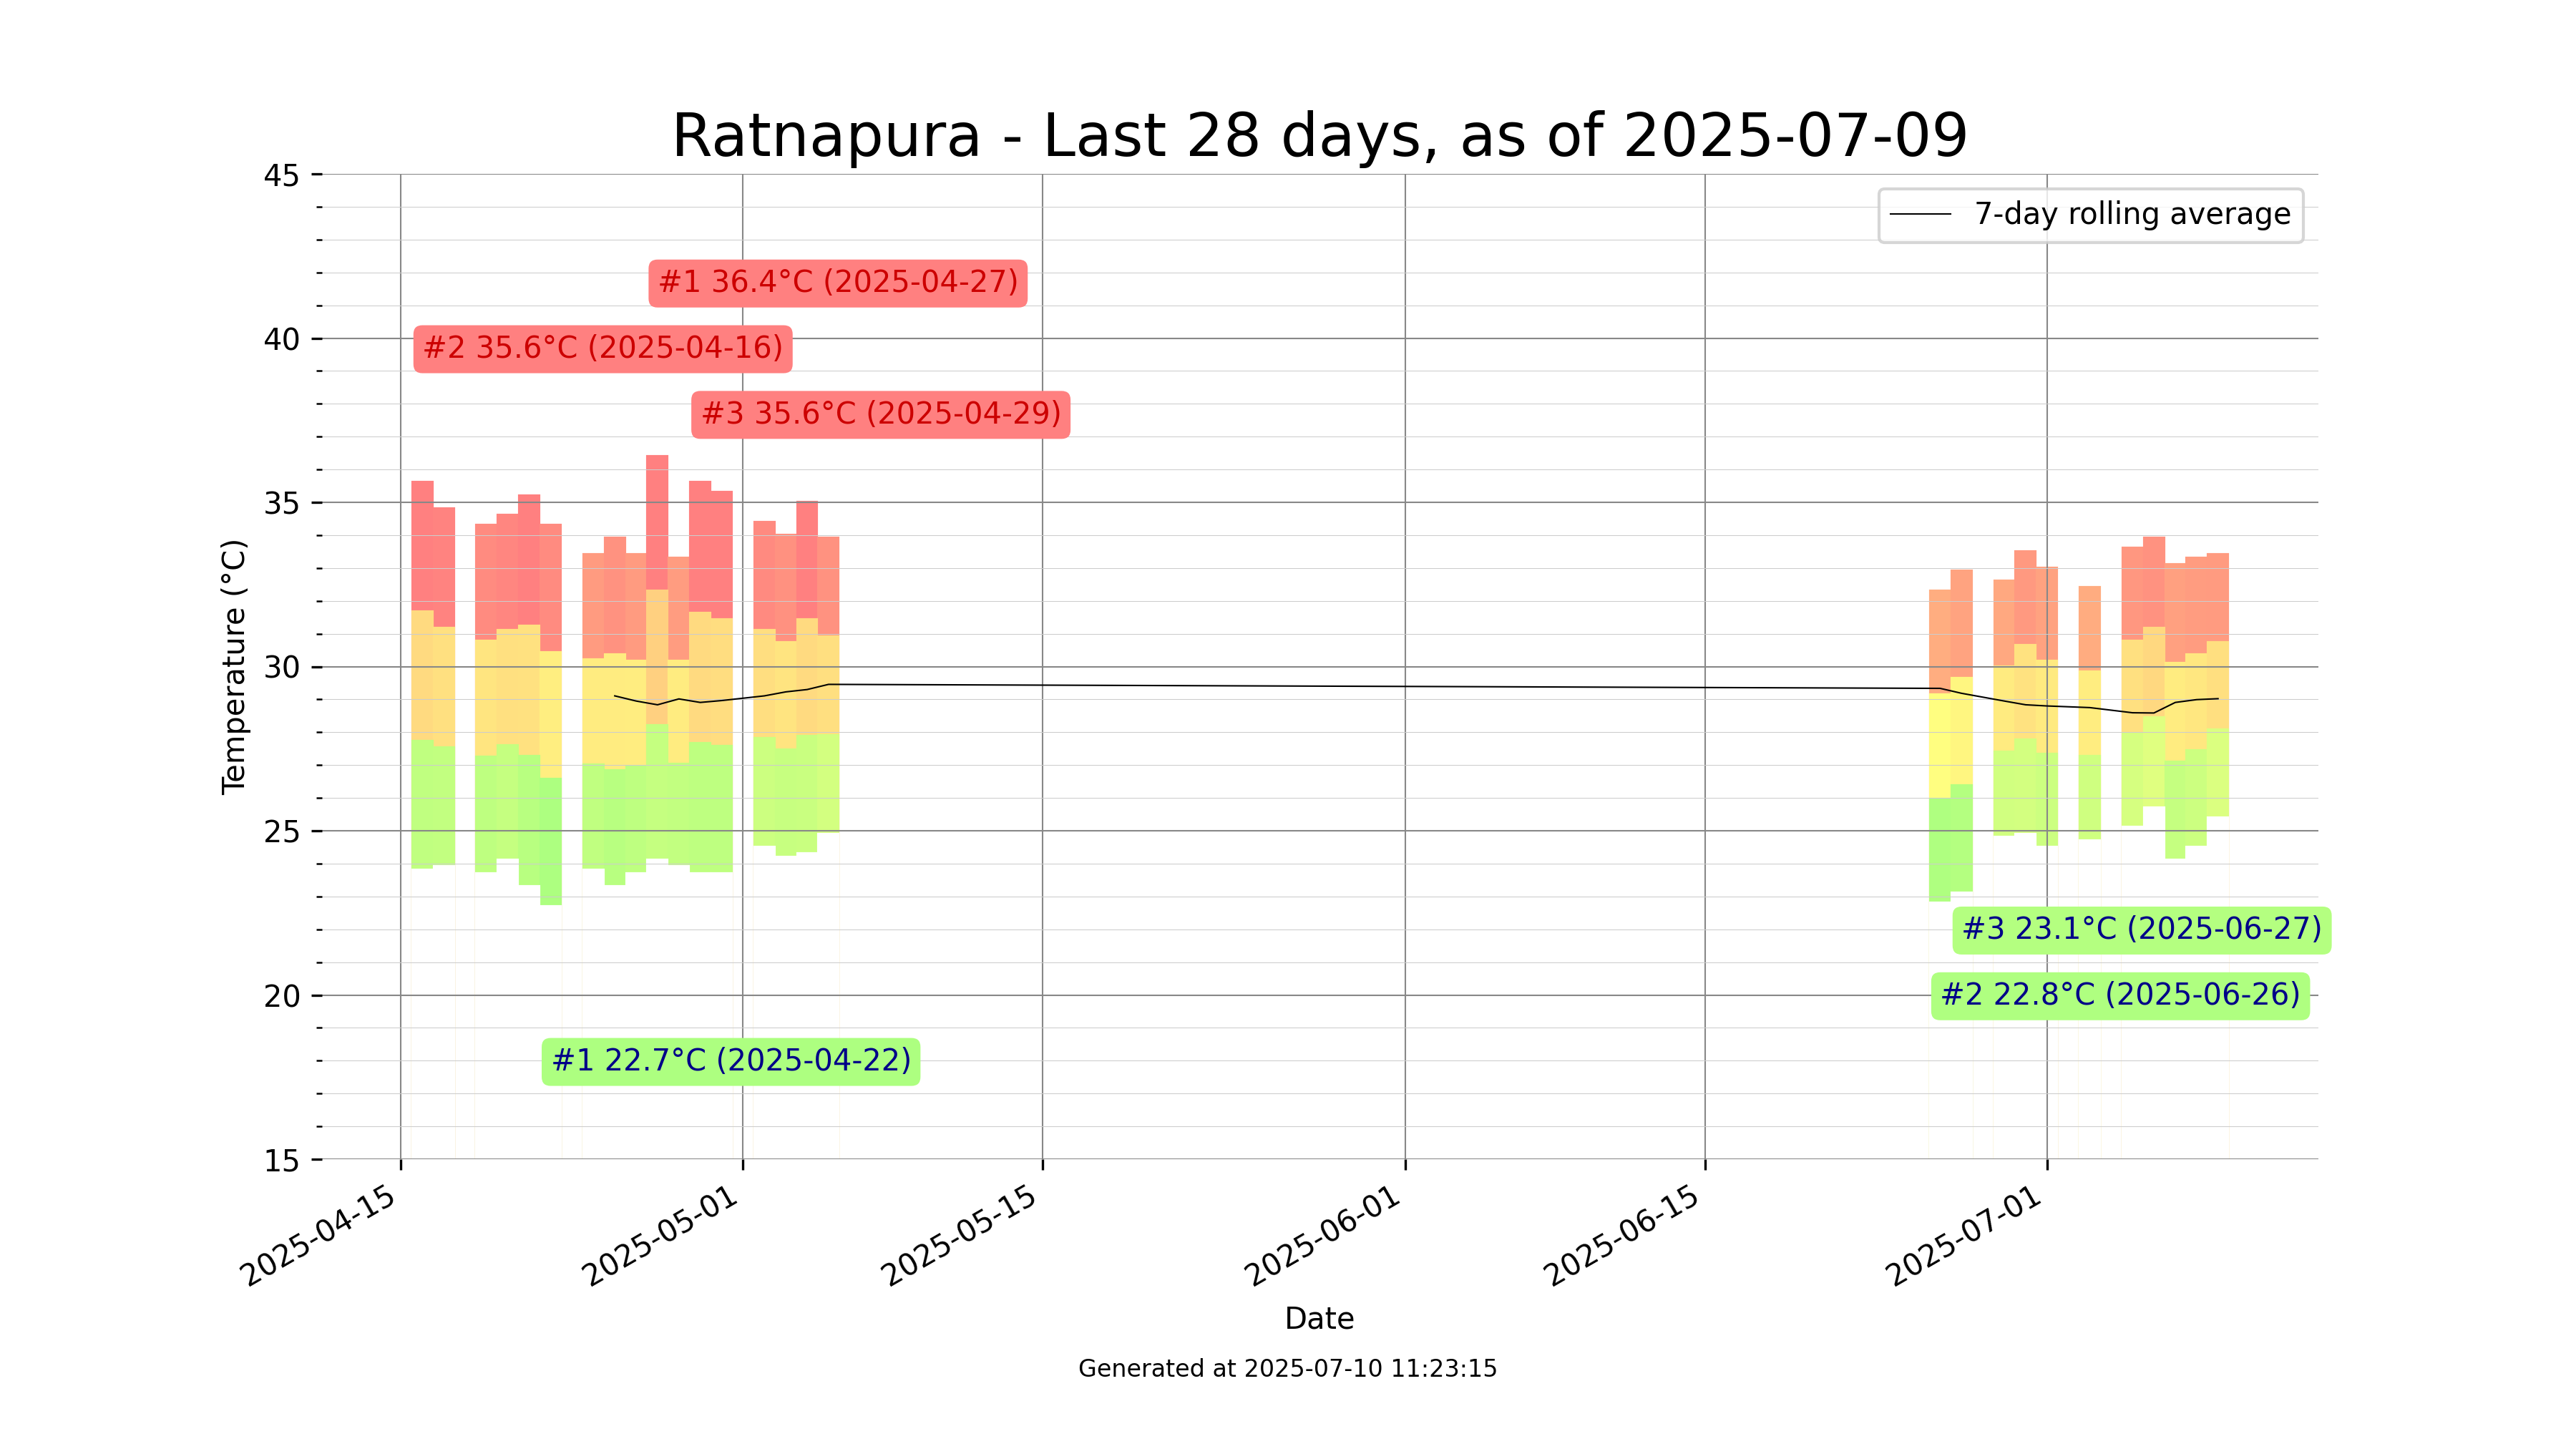 Ratnapura - Last 28 days, as of 2025-07-09
7-day rolling average
#1 36.4°C (2025-04-27)
#2 35.6°C (2025-04-16)
#3 35.6°C (2025-04-29)
#3 23.1°C (2025-06-27)
#2 22.8°C (2025-06-26)
#1 22.7°C (2025-04-22)
Temperature (°C)
45
40
35
30
25
20
15
2025-04-15
2025-05-01
2025-05-15
2025-06-01
2025-06-15
2025-07-01
Date
Generated at 2025-07-10 11:23:15